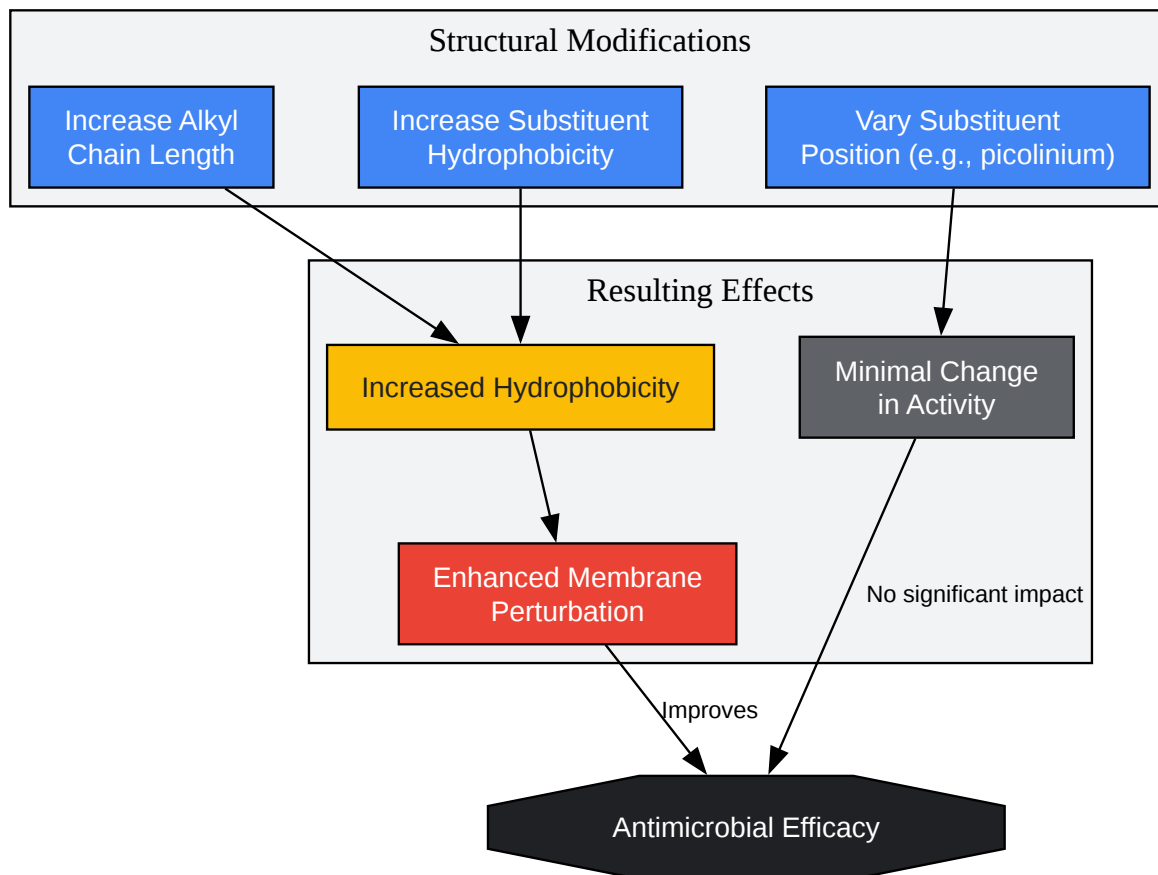 Structural Modifications
Increase Alkyl
Chain Length
Increase Substituent
Hydrophobicity
Vary Substituent
Position (e.g., picolinium)
Resulting Effects
Increased Hydrophobicity
Minimal Change
in Activity
Enhanced Membrane
Perturbation
No significant impact
Improves
Antimicrobial Efficacy